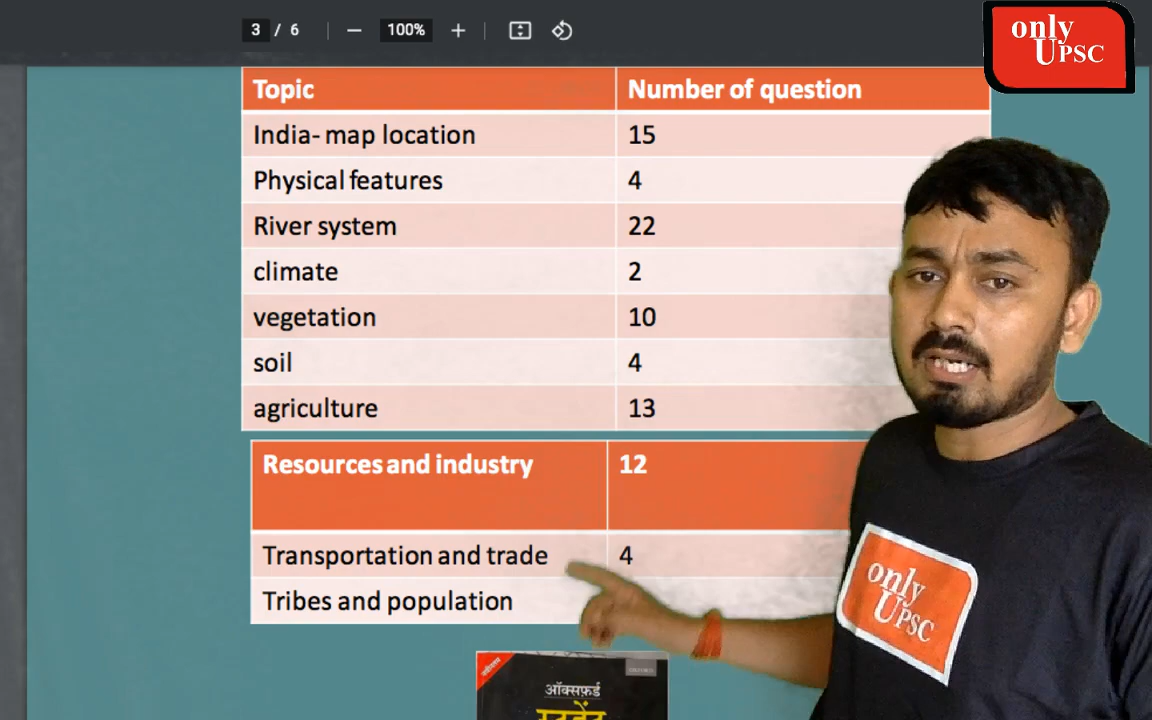 3 / 6
100%
only
UPSC
Topic Number of question
India- map location 15
Physical features 4
River system 22
climate 2
vegetation 10
soil 4
agriculture 13
Resources and industry 12
Transportation and trade 4
Tribes and population
only
UPSC
ऑक्सफ़र्ड